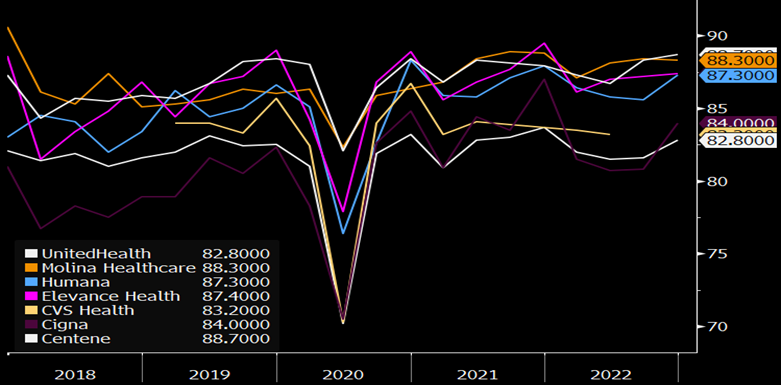 90
88.3000
87.3000
85
84.0000
82.8000
80
75
70
UnitedHealth 82.8000
Molina Healthcare 88.3000
Humana 87.3000
Elevance Health 87.4000
CVS Health 83.2000
Cigna 84.0000
Centene 88.7000
2018 2019 2020 2021 2022